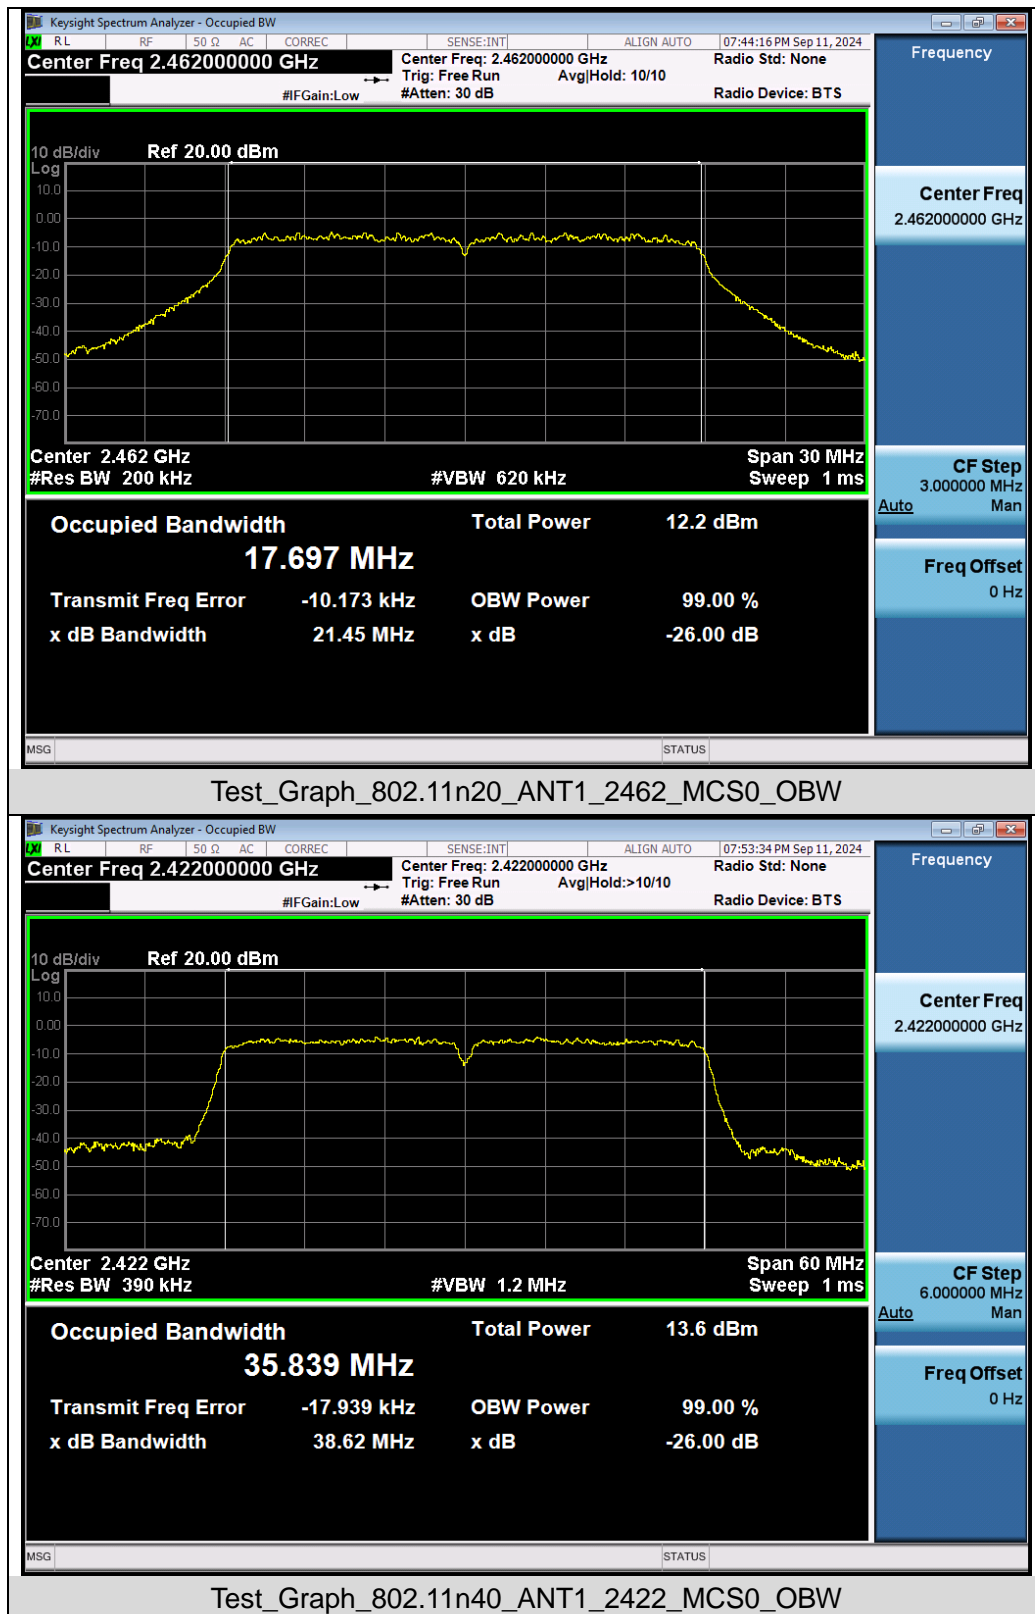 Keysight Spectrum Analyzer - Occupied BW
LXI RL RF 50 Ω AC CORREC SENSE:INT ALIGN AUTO 07:44:16 PM Sep 11, 2024
Center Freq 2.462000000 GHz Center Freq: 2.462000000 GHz Radio Std: None
Trig: Free Run Avg|Hold: 10/10
#IFGain:Low #Atten: 30 dB Radio Device: BTS
Frequency
10 dB/div Ref 20.00 dBm
Log
10.0
0.00
-10.0
-20.0
-30.0
-40.0
-50.0
-60.0
-70.0
Center 2.462 GHz Span 30 MHz
#Res BW 200 kHz #VBW 620 kHz Sweep 1 ms
Center Freq
2.462000000 GHz
CF Step
3.000000 MHz
Auto Man
Freq Offset
0 Hz
Occupied Bandwidth Total Power 12.2 dBm
17.697 MHz
Transmit Freq Error -10.173 kHz OBW Power 99.00 %
x dB Bandwidth 21.45 MHz x dB -26.00 dB
MSG STATUS
Test_Graph_802.11n20_ANT1_2462_MCS0_OBW
Keysight Spectrum Analyzer - Occupied BW
LXI RL RF 50 Ω AC CORREC SENSE:INT ALIGN AUTO 07:53:34 PM Sep 11, 2024
Center Freq 2.422000000 GHz Center Freq: 2.422000000 GHz Radio Std: None
Trig: Free Run Avg|Hold:>10/10
#IFGain:Low #Atten: 30 dB Radio Device: BTS
Frequency
10 dB/div Ref 20.00 dBm
Log
10.0
0.00
-10.0
-20.0
-30.0
-40.0
-50.0
-60.0
-70.0
Center 2.422 GHz Span 60 MHz
#Res BW 390 kHz #VBW 1.2 MHz Sweep 1 ms
Center Freq
2.422000000 GHz
CF Step
6.000000 MHz
Auto Man
Freq Offset
0 Hz
Occupied Bandwidth Total Power 13.6 dBm
35.839 MHz
Transmit Freq Error -17.939 kHz OBW Power 99.00 %
x dB Bandwidth 38.62 MHz x dB -26.00 dB
MSG STATUS
Test_Graph_802.11n40_ANT1_2422_MCS0_OBW